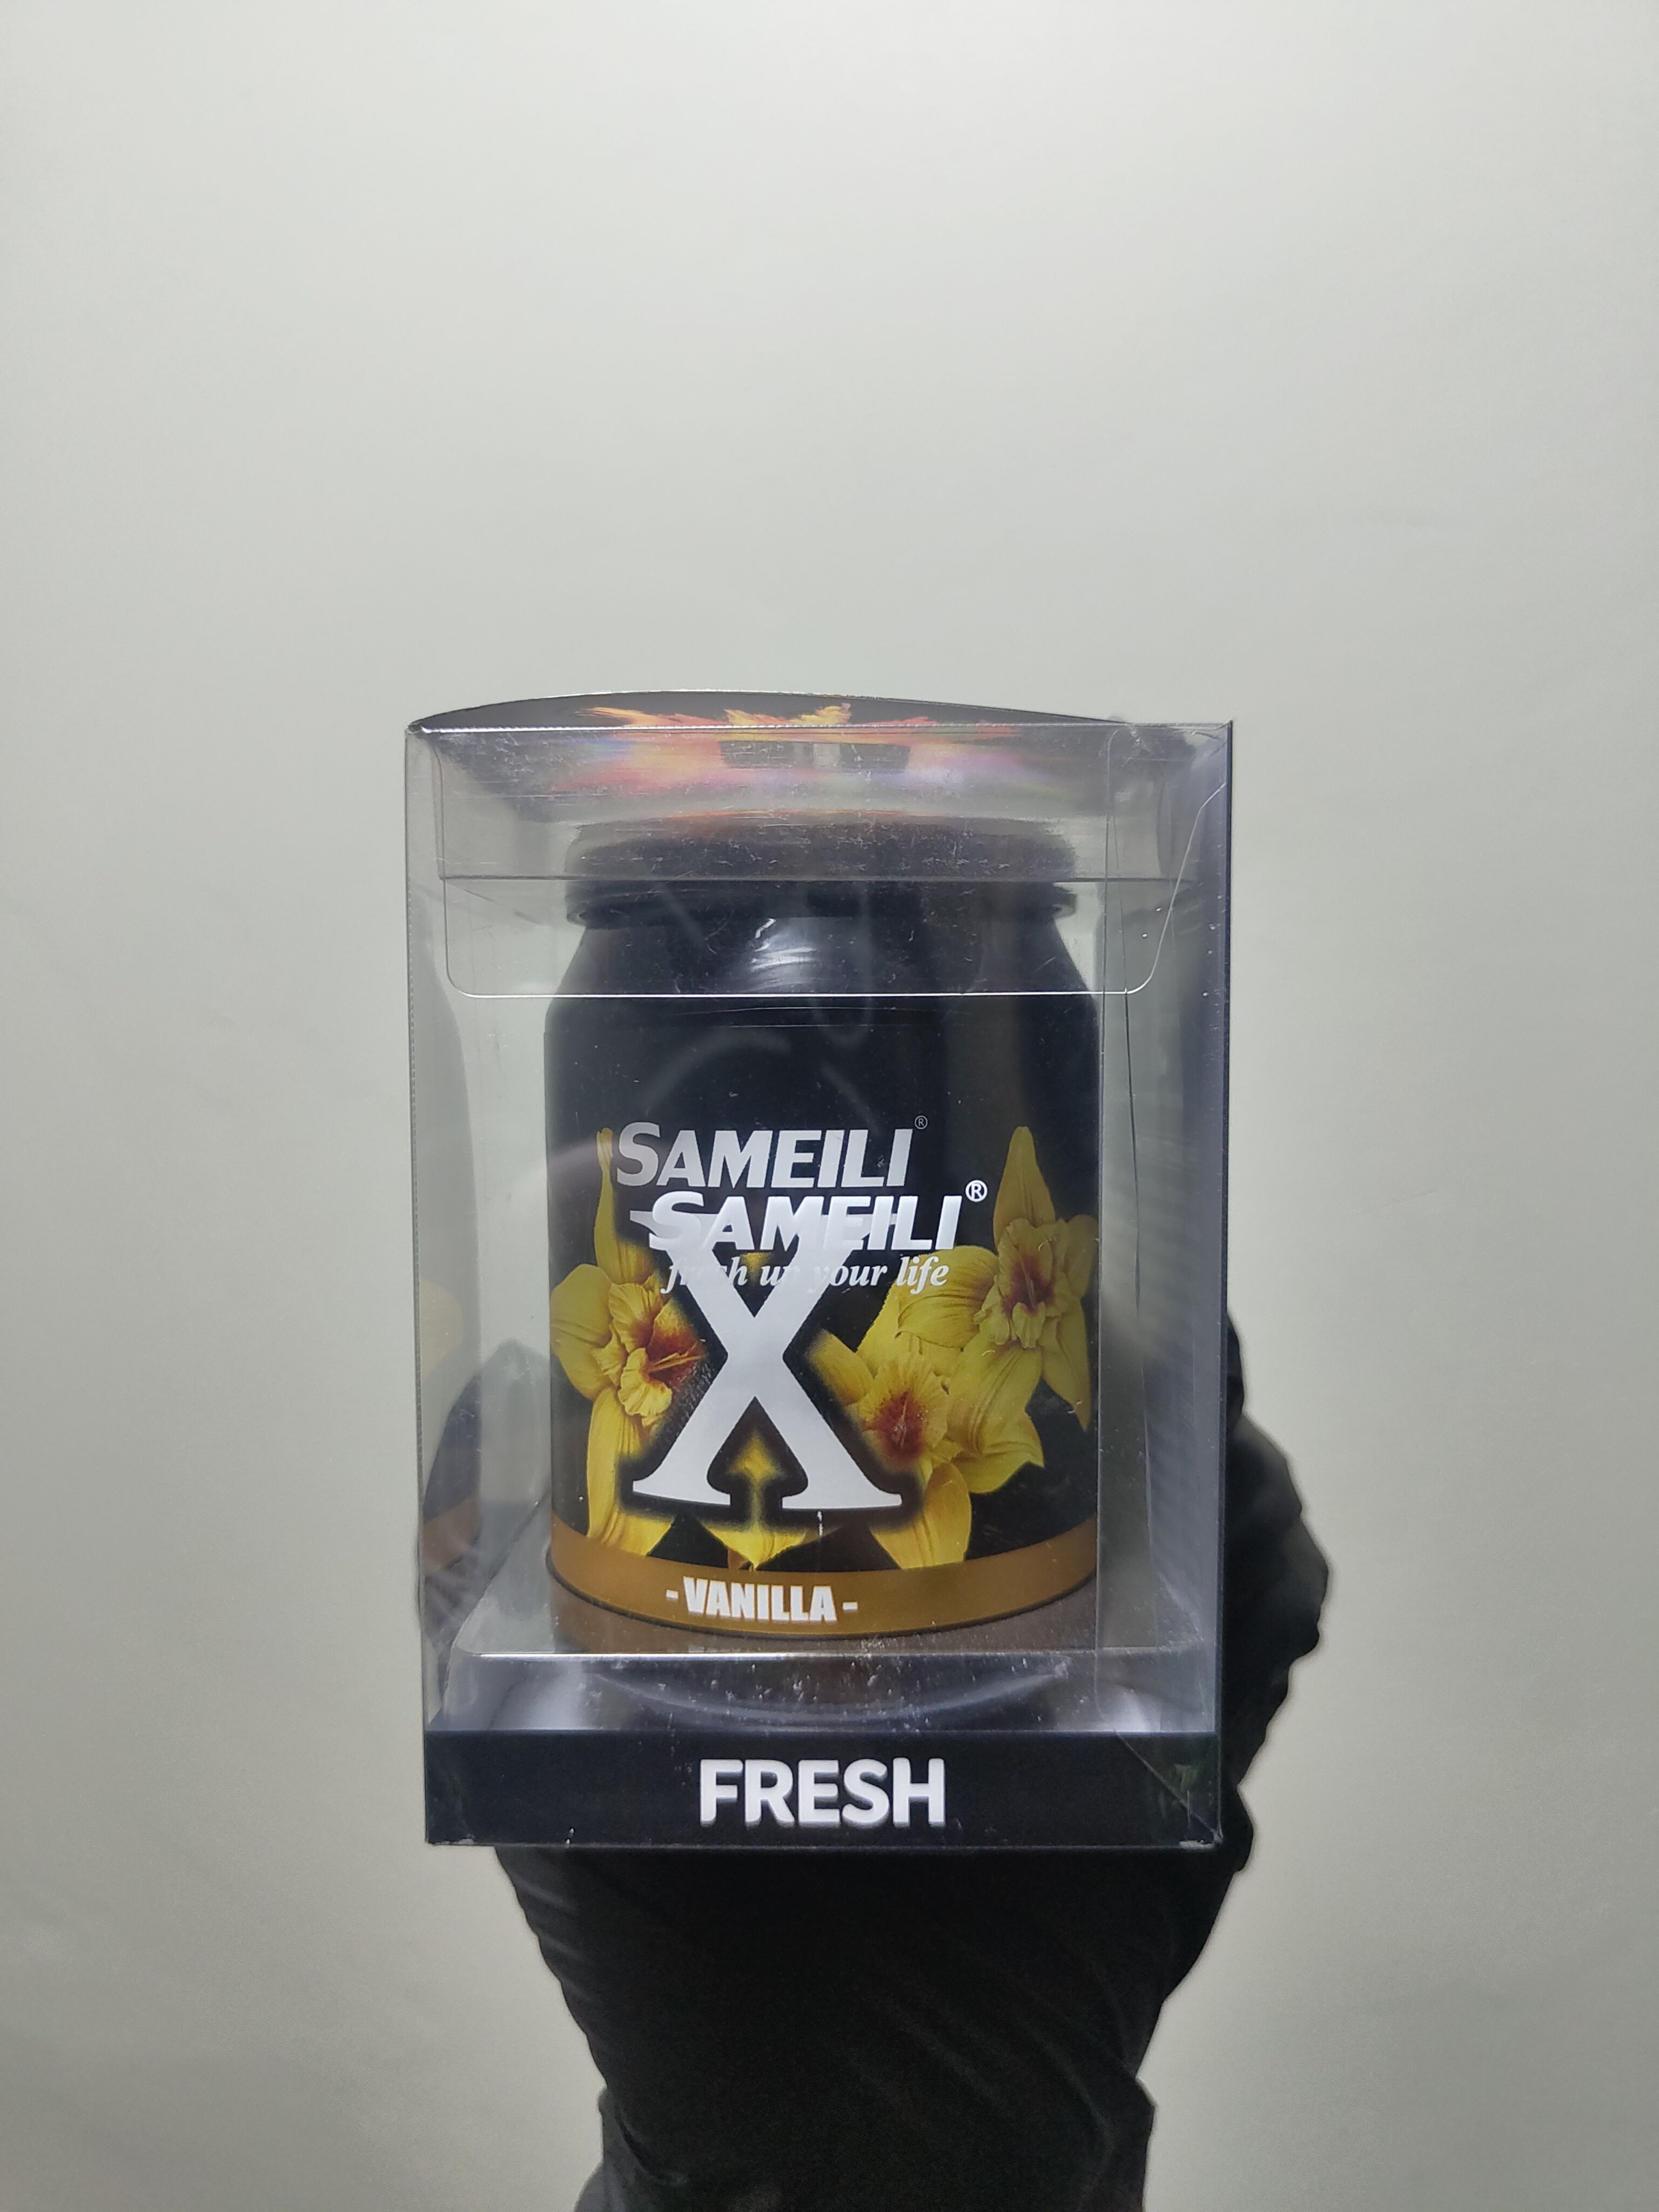 SAMEILI®
SAMEILI®
fresh up your life
X
-VANILLA-
FRESH